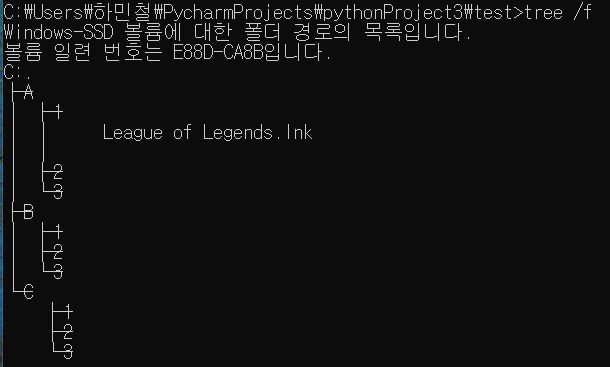 C:₩Users₩하민철₩PycharmProjects₩pythonProject3₩test>tree /f
Windows-SSD 볼륨에 대한 폴더 경로의 목록입니다.
볼륨 일련 번호는 E88D-CA8B입니다.
C:.
├─A
│  ├─1
│  │      League of Legends.lnk
│  │
│  ├─2
│  └─3
├─B
│  ├─1
│  ├─2
│  └─3
└─C
    ├─1
    ├─2
    └─3